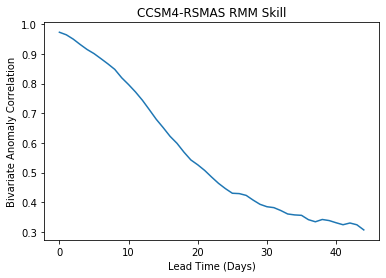 CCSM4-RSMAS RMM Skill
1.0
0.9
0.8
0.7
0.6
0.5
0.4
0.3
Bivariate Anomaly Correlation
0 10 20 30 40
Lead Time (Days)